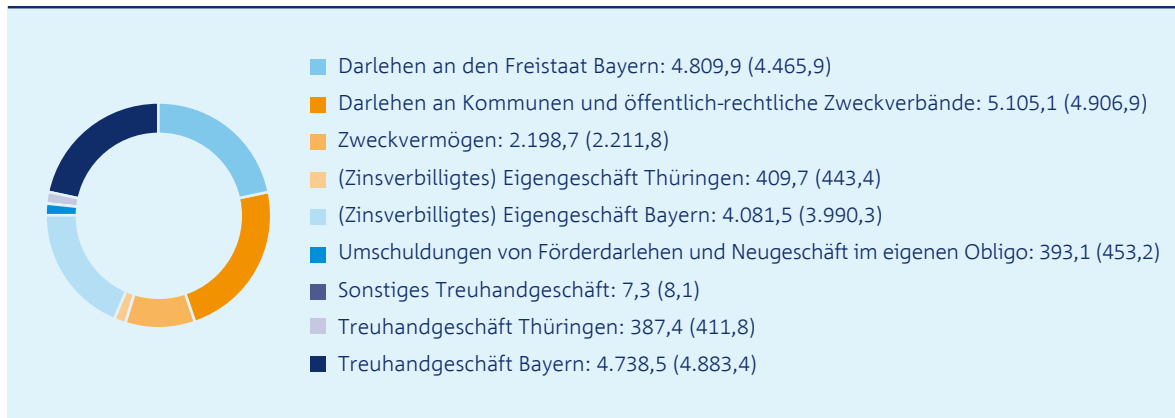 Darlehen an den Freistaat Bayern: 4.809,9 (4.465,9)
Darlehen an Kommunen und öffentlich-rechtliche Zweckverbände: 5.105,1 (4.906,9)
Zweckvermögen: 2.198,7 (2.211,8)
(Zinsverbilligtes) Eigengeschäft Thüringen: 409,7 (443,4)
(Zinsverbilligtes) Eigengeschäft Bayern: 4.081,5 (3.990,3)
Umschuldungen von Förderdarlehen und Neugeschäft im eigenen Obligo: 393,1 (453,2)
Sonstiges Treuhandgeschäft: 7,3 (8,1)
Treuhandgeschäft Thüringen: 387,4 (411,8)
Treuhandgeschäft Bayern: 4.738,5 (4.883,4)